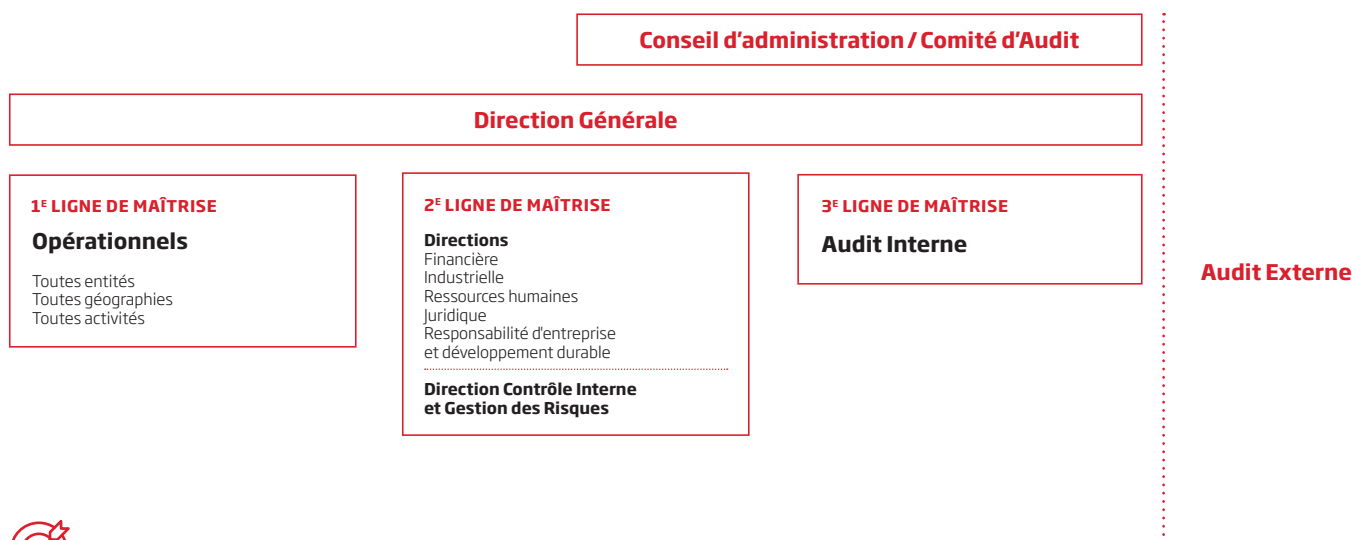 Conseil d'administration / Comité d'Audit
Direction Générale
1E LIGNE DE MAÎTRISE
Opérationnels
Toutes entités
Toutes géographies
Toutes activités
2E LIGNE DE MAÎTRISE
Directions
Financière
Industrielle
Ressources humaines
Juridique
Responsabilité d'entreprise
et développement durable
Direction Contrôle Interne
et Gestion des Risques
3E LIGNE DE MAÎTRISE
Audit Interne
Audit Externe